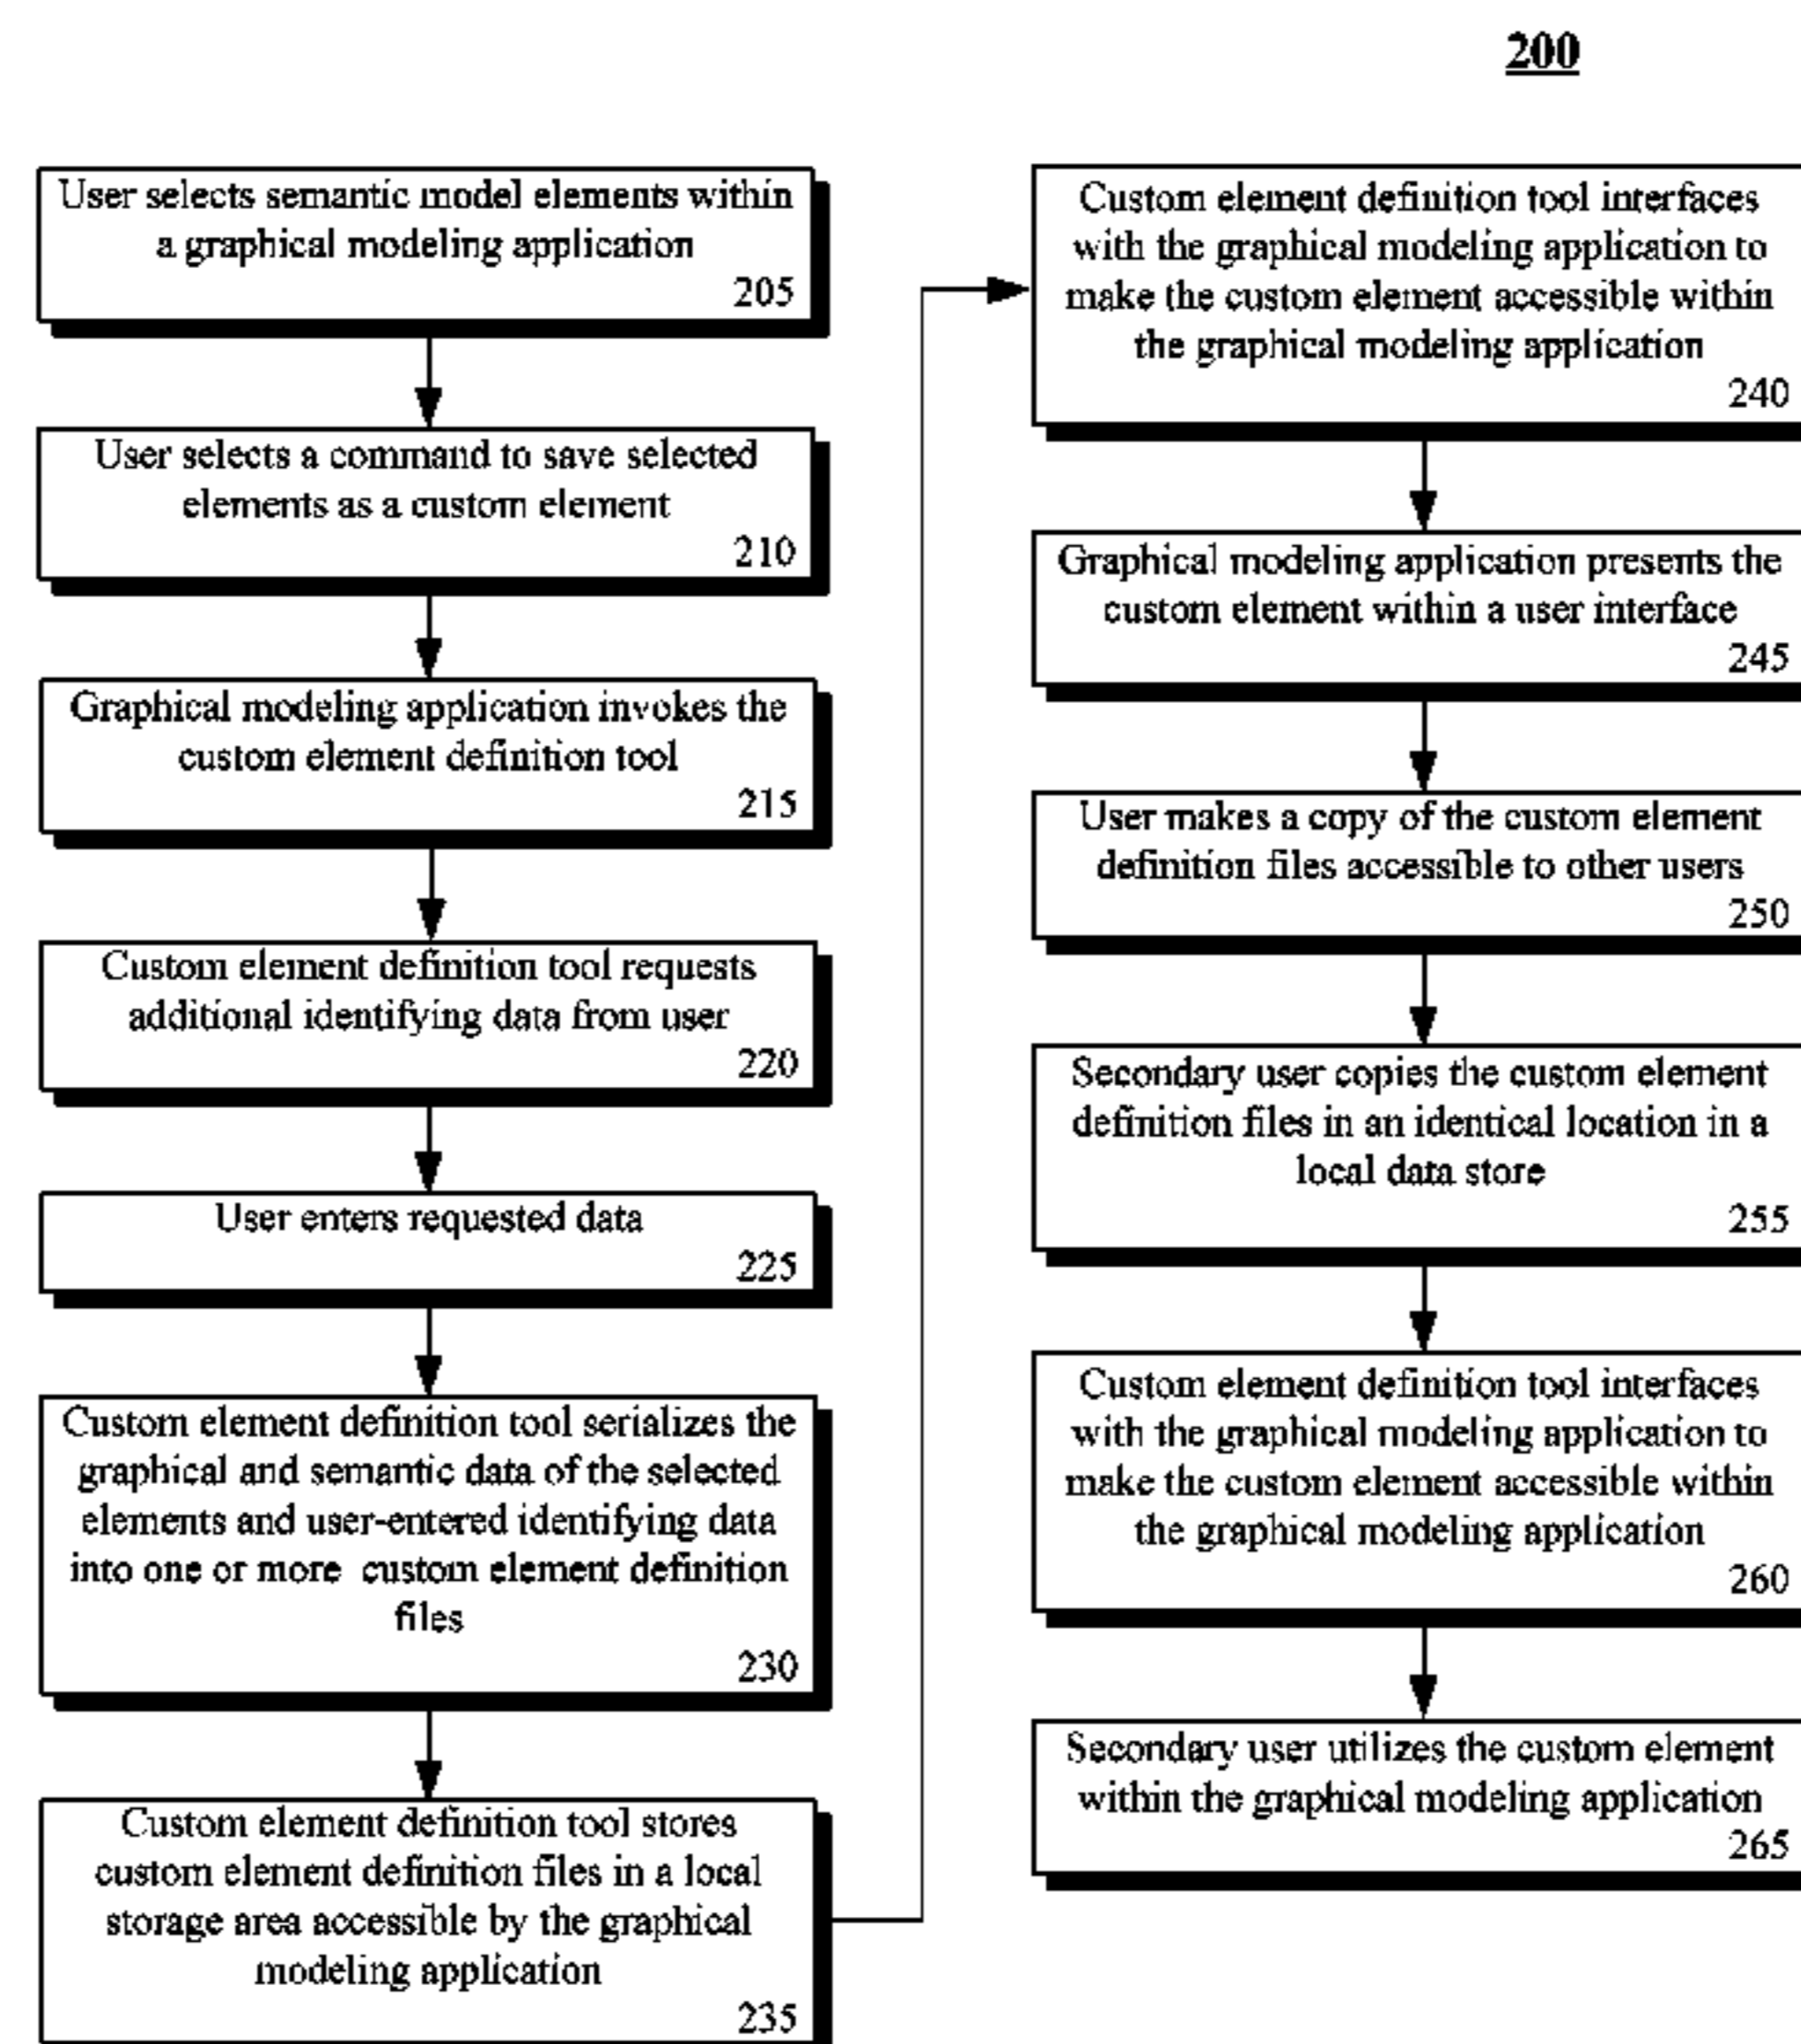 200
User selects semantic model elements within
a graphical modeling application
205
User selects a command to save selected
elements as a custom element
210
Graphical modeling application invokes the
custom element definition tool
215
Custom element definition tool requests
additional identifying data from user
220
User enters requested data
225
Custom element definition tool serializes the
graphical and semantic data of the selected
elements and user-entered identifying data
into one or more custom element definition
files
230
Custom element definition tool stores
custom element definition files in a local
storage area accessible by the graphical
modeling application
235
Custom element definition tool interfaces
with the graphical modeling application to
make the custom element accessible within
the graphical modeling application
240
Graphical modeling application presents the
custom element within a user interface
245
User makes a copy of the custom element
definition files accessible to other users
250
Secondary user copies the custom element
definition files in an identical location in a
local data store
255
Custom element definition tool interfaces
with the graphical modeling application to
make the custom element accessible within
the graphical modeling application
260
Secondary user utilizes the custom element
within the graphical modeling application
265